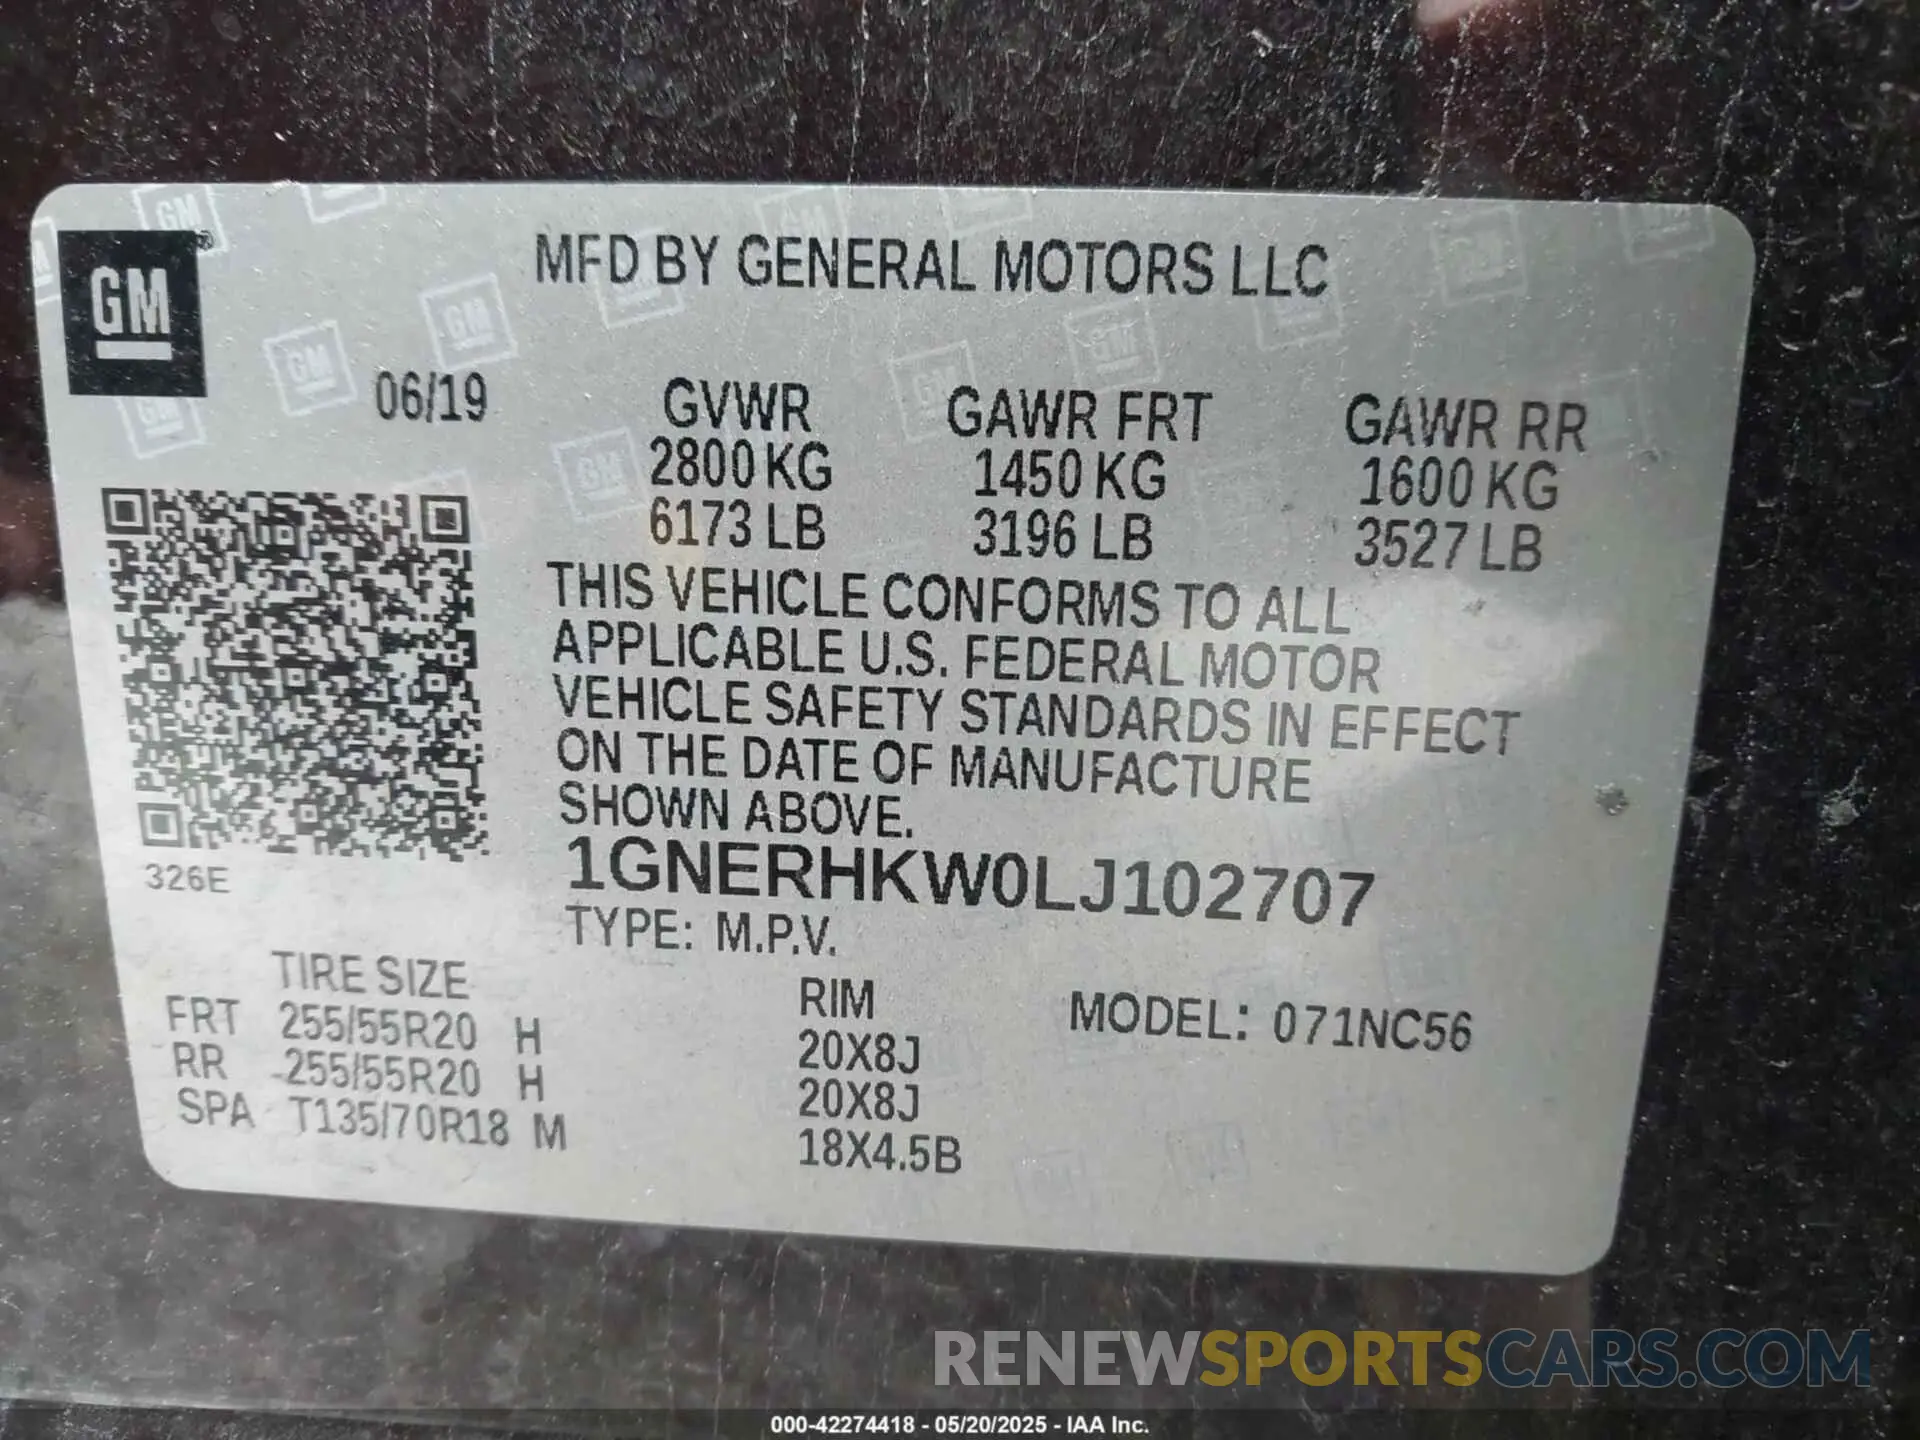 MFD BY GENERAL MOTORS LLC
GM
06/19 GVWR GAWR FRT GAWR RR
2800 KG 1450 KG 1600 KG
6173 LB 3196 LB 3527 LB
THIS VEHICLE CONFORMS TO ALL
APPLICABLE U.S. FEDERAL MOTOR
VEHICLE SAFETY STANDARDS IN EFFECT
ON THE DATE OF MANUFACTURE
SHOWN ABOVE.
326E
1GNERHKW0LJ102707
TYPE: M.P.V.
TIRE SIZE RIM MODEL: 071NC56
FRT 255/55R20 H 20X8J
RR 255/55R20 H 20X8J
SPA T135/70R18 M 18X4.5B
RENEWSPORTSCARS.COM
000-42274418 - 05/20/2025 - IAA Inc.